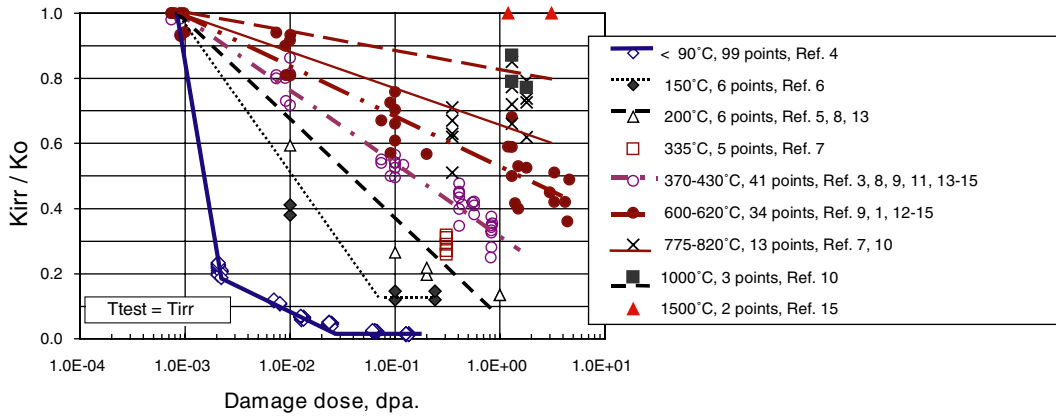 1.0
0.8
0.6
0.4
0.2
0.0
Kirr / Ko
Ttest = Tirr
1.0E-04 1.0E-03 1.0E-02 1.0E-01 1.0E+00 1.0E+01
Damage dose, dpa.
< 90˚C, 99 points, Ref. 4
150˚C, 6 points, Ref. 6
200˚C, 6 points, Ref. 5, 8, 13
335˚C, 5 points, Ref. 7
370-430˚C, 41 points, Ref. 3, 8, 9, 11, 13-15
600-620˚C, 34 points, Ref. 9, 1, 12-15
775-820˚C, 13 points, Ref. 7, 10
1000˚C, 3 points, Ref. 10
1500˚C, 2 points, Ref. 15